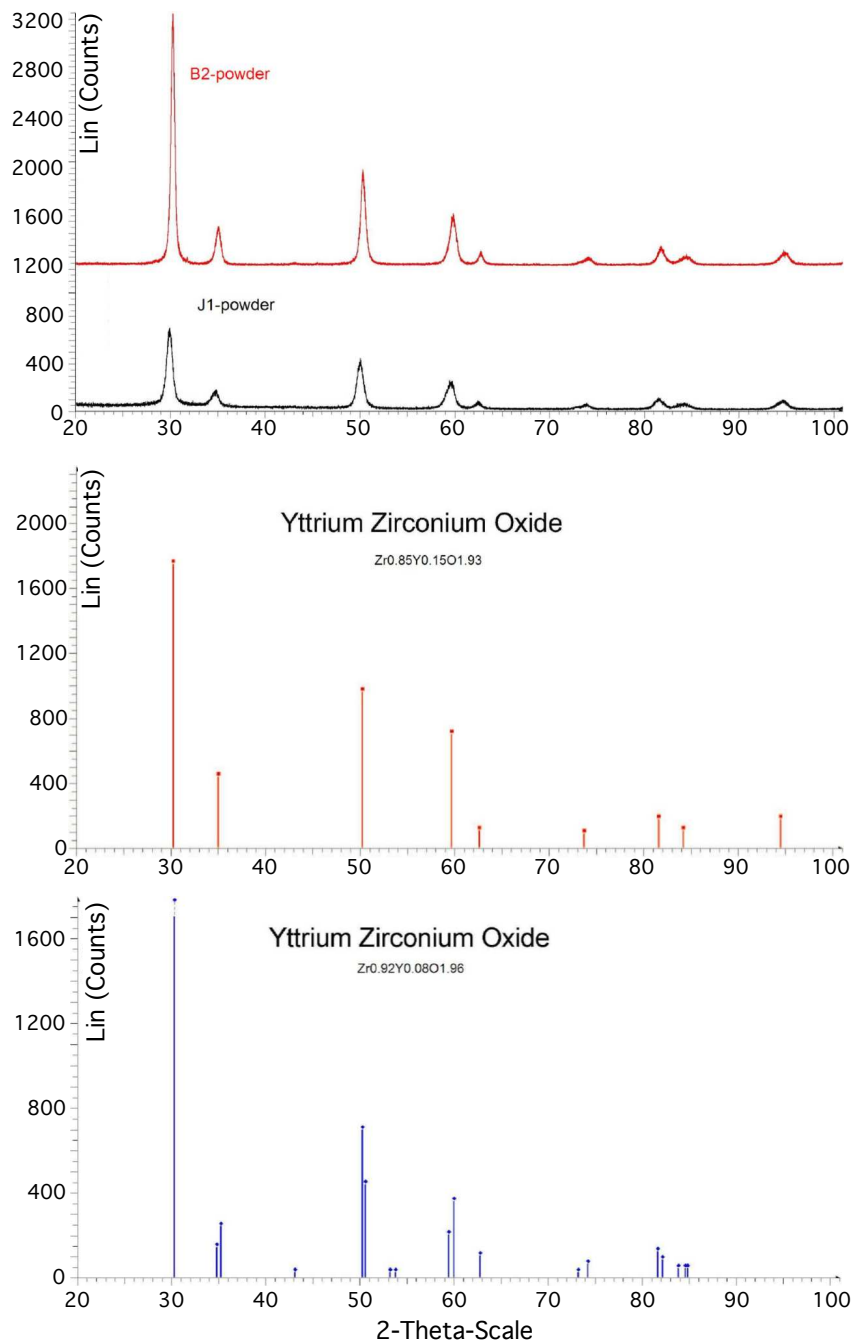 3200
2800
2400
2000
1600
1200
800
400
0
Lin (Counts)
B2-powder
J1-powder
20 30 40 50 60 70 80 90 100
2000
1600
1200
800
400
0
Lin (Counts)
Yttrium Zirconium Oxide
Zr0.85Y0.15O1.93
20 30 40 50 60 70 80 90 100
1600
1200
800
400
0
Lin (Counts)
Yttrium Zirconium Oxide
Zr0.92Y0.08O1.96
20 30 40 50 60 70 80 90 100
2-Theta-Scale